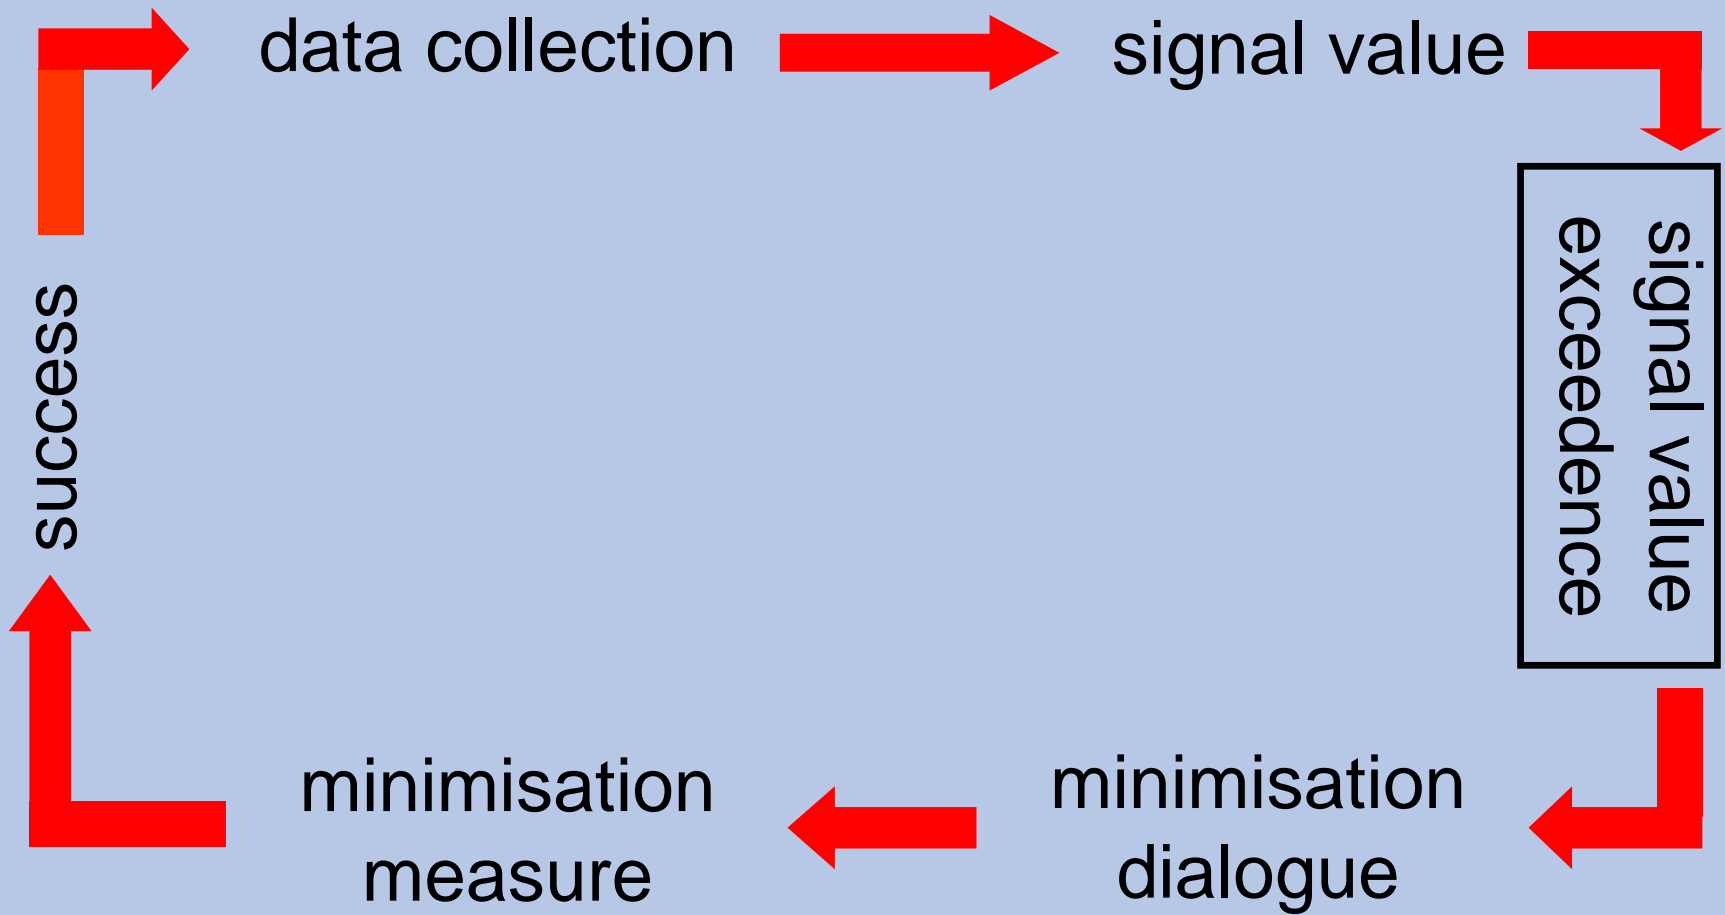 data collection
signal value
signal value
exceedence
minimisation
dialogue
minimisation
measure
success